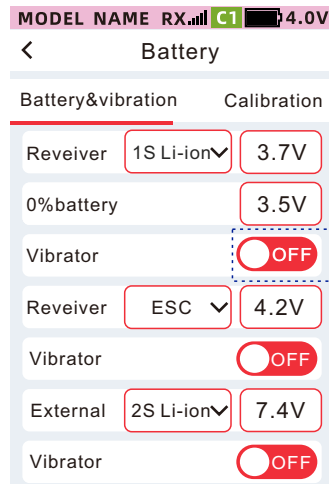 MODEL NAME RX C1 4.0V
Battery
Battery&vibration Calibration
Reveiver 1S Li-ion 3.7V
0%battery 3.5V
Vibrator OFF
Reveiver ESC 4.2V
Vibrator OFF
External 2S Li-ion 7.4V
Vibrator OFF